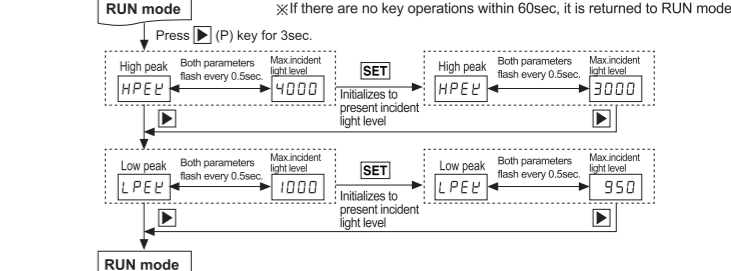 RUN mode
※If there are no key operations within 60sec, it is returned to RUN mode
Press ▶ (P) key for 3sec.
High peak
HPEK
Both parameters
flash every 0.5sec.
Max.incident
light level
4000
SET
Initializes to
present incident
light level
High peak
HPEK
Both parameters
flash every 0.5sec.
Max.incident
light level
3000
▶
▶
Low peak
LPEK
Both parameters
flash every 0.5sec.
Max.incident
light level
1000
SET
Initializes to
present incident
light level
Low peak
LPEK
Both parameters
flash every 0.5sec.
Max.incident
light level
950
▶
▶
RUN mode